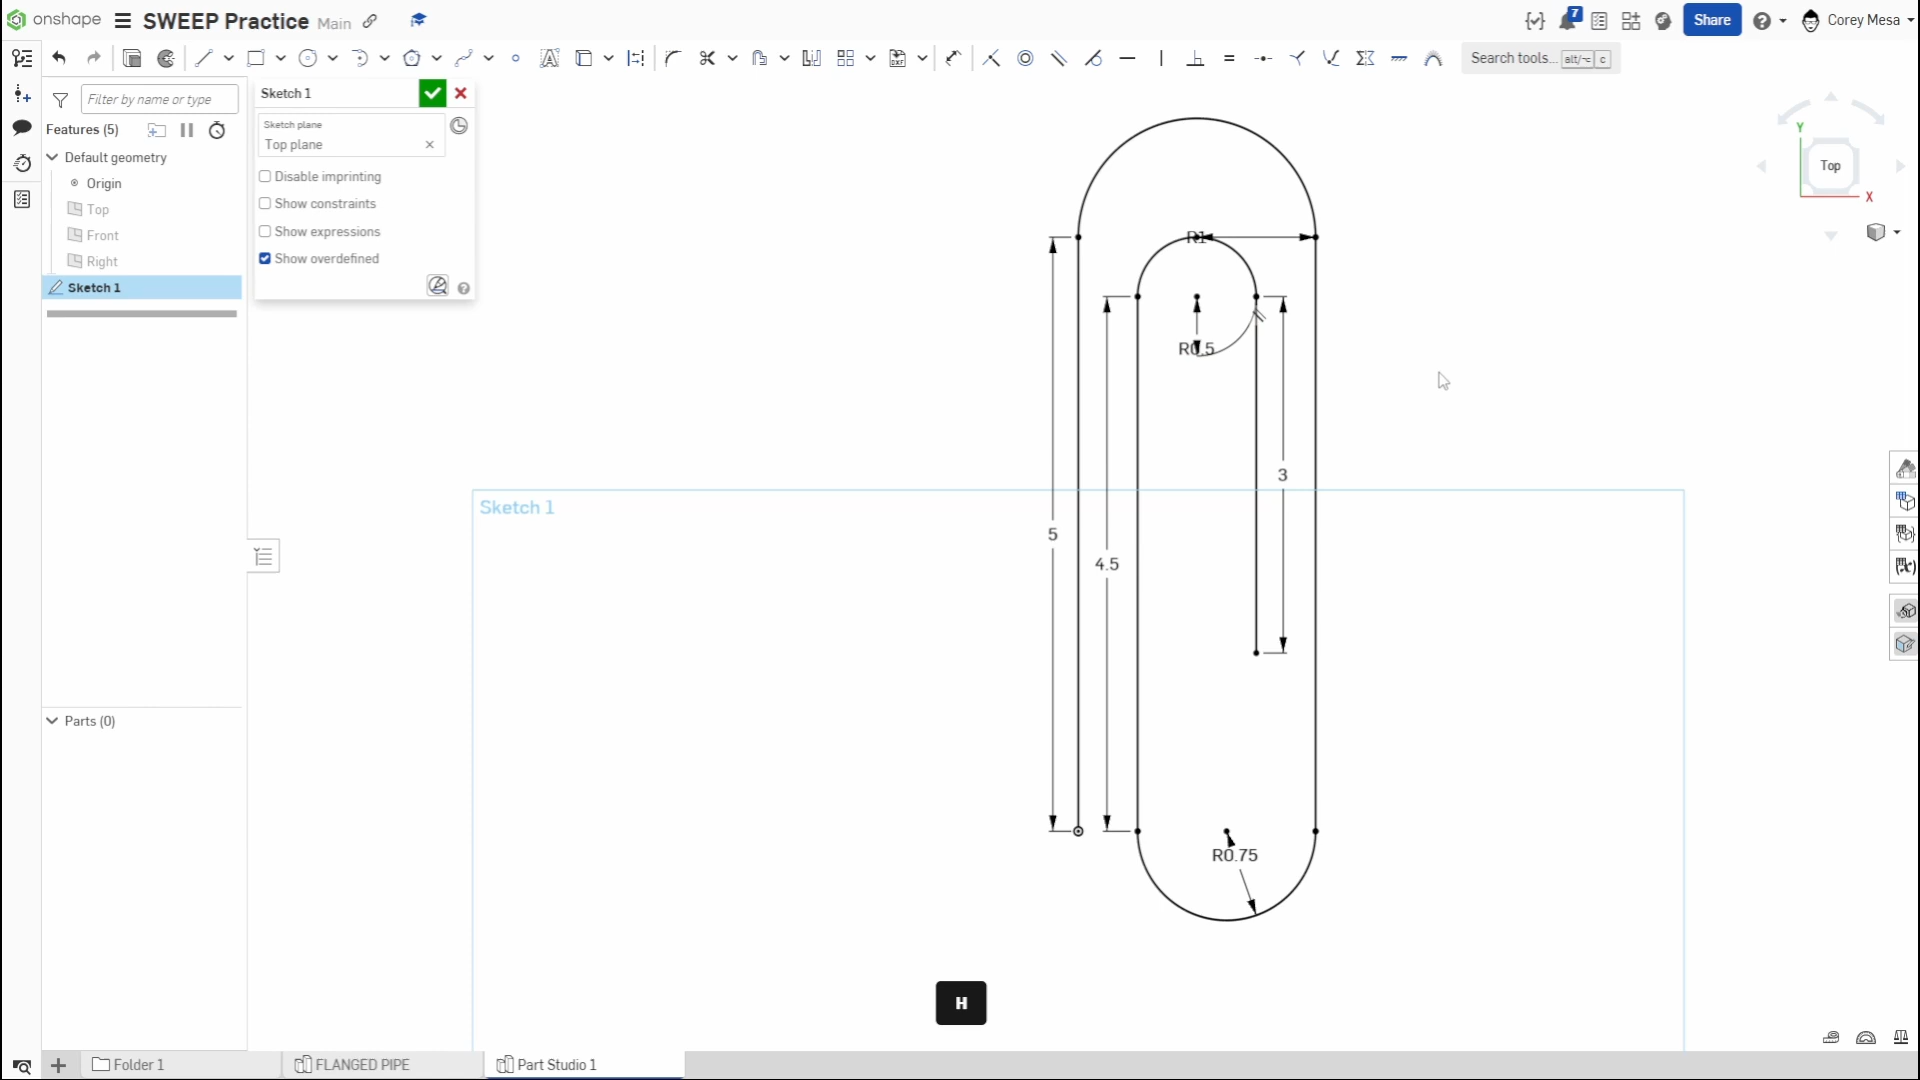 onshape SWEEP Practice Main 7 Share Corey Mesa
Search tools... alt/⌥ c
Filter by name or type
Features (5)
Default geometry
Origin
Top
Front
Right
Sketch 1
Parts (0)
Sketch 1
Sketch plane
Top plane
Disable imprinting
Show constraints
Show expressions
Show overdefined
Y
Top
X
R1
R0.5
3
Sketch 1
5
4.5
R0.75
H
Folder 1 FLANGED PIPE Part Studio 1